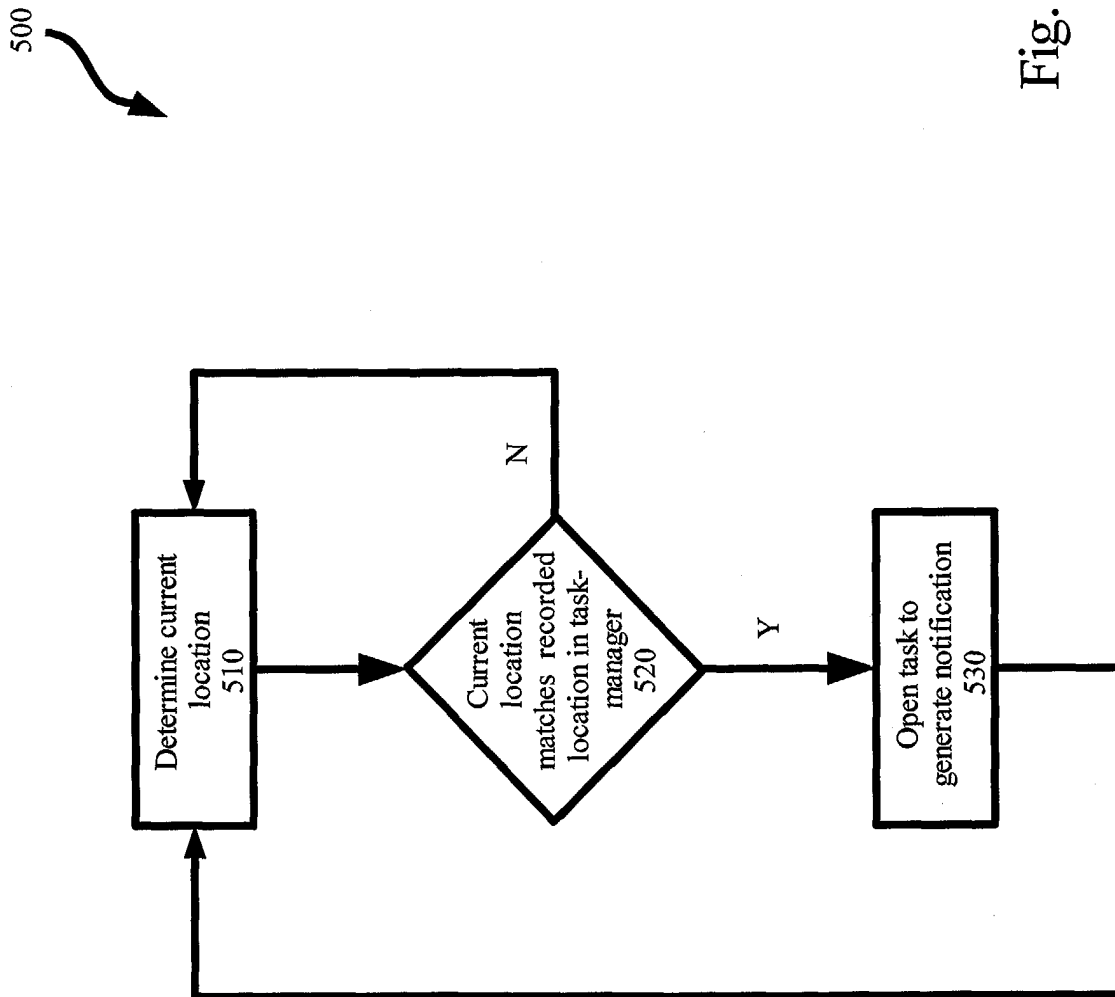 500
Determine current
location
510
Current
location
matches recorded
location in task-
manager
520
N
Y
Open task to
generate notification
530
Fig.